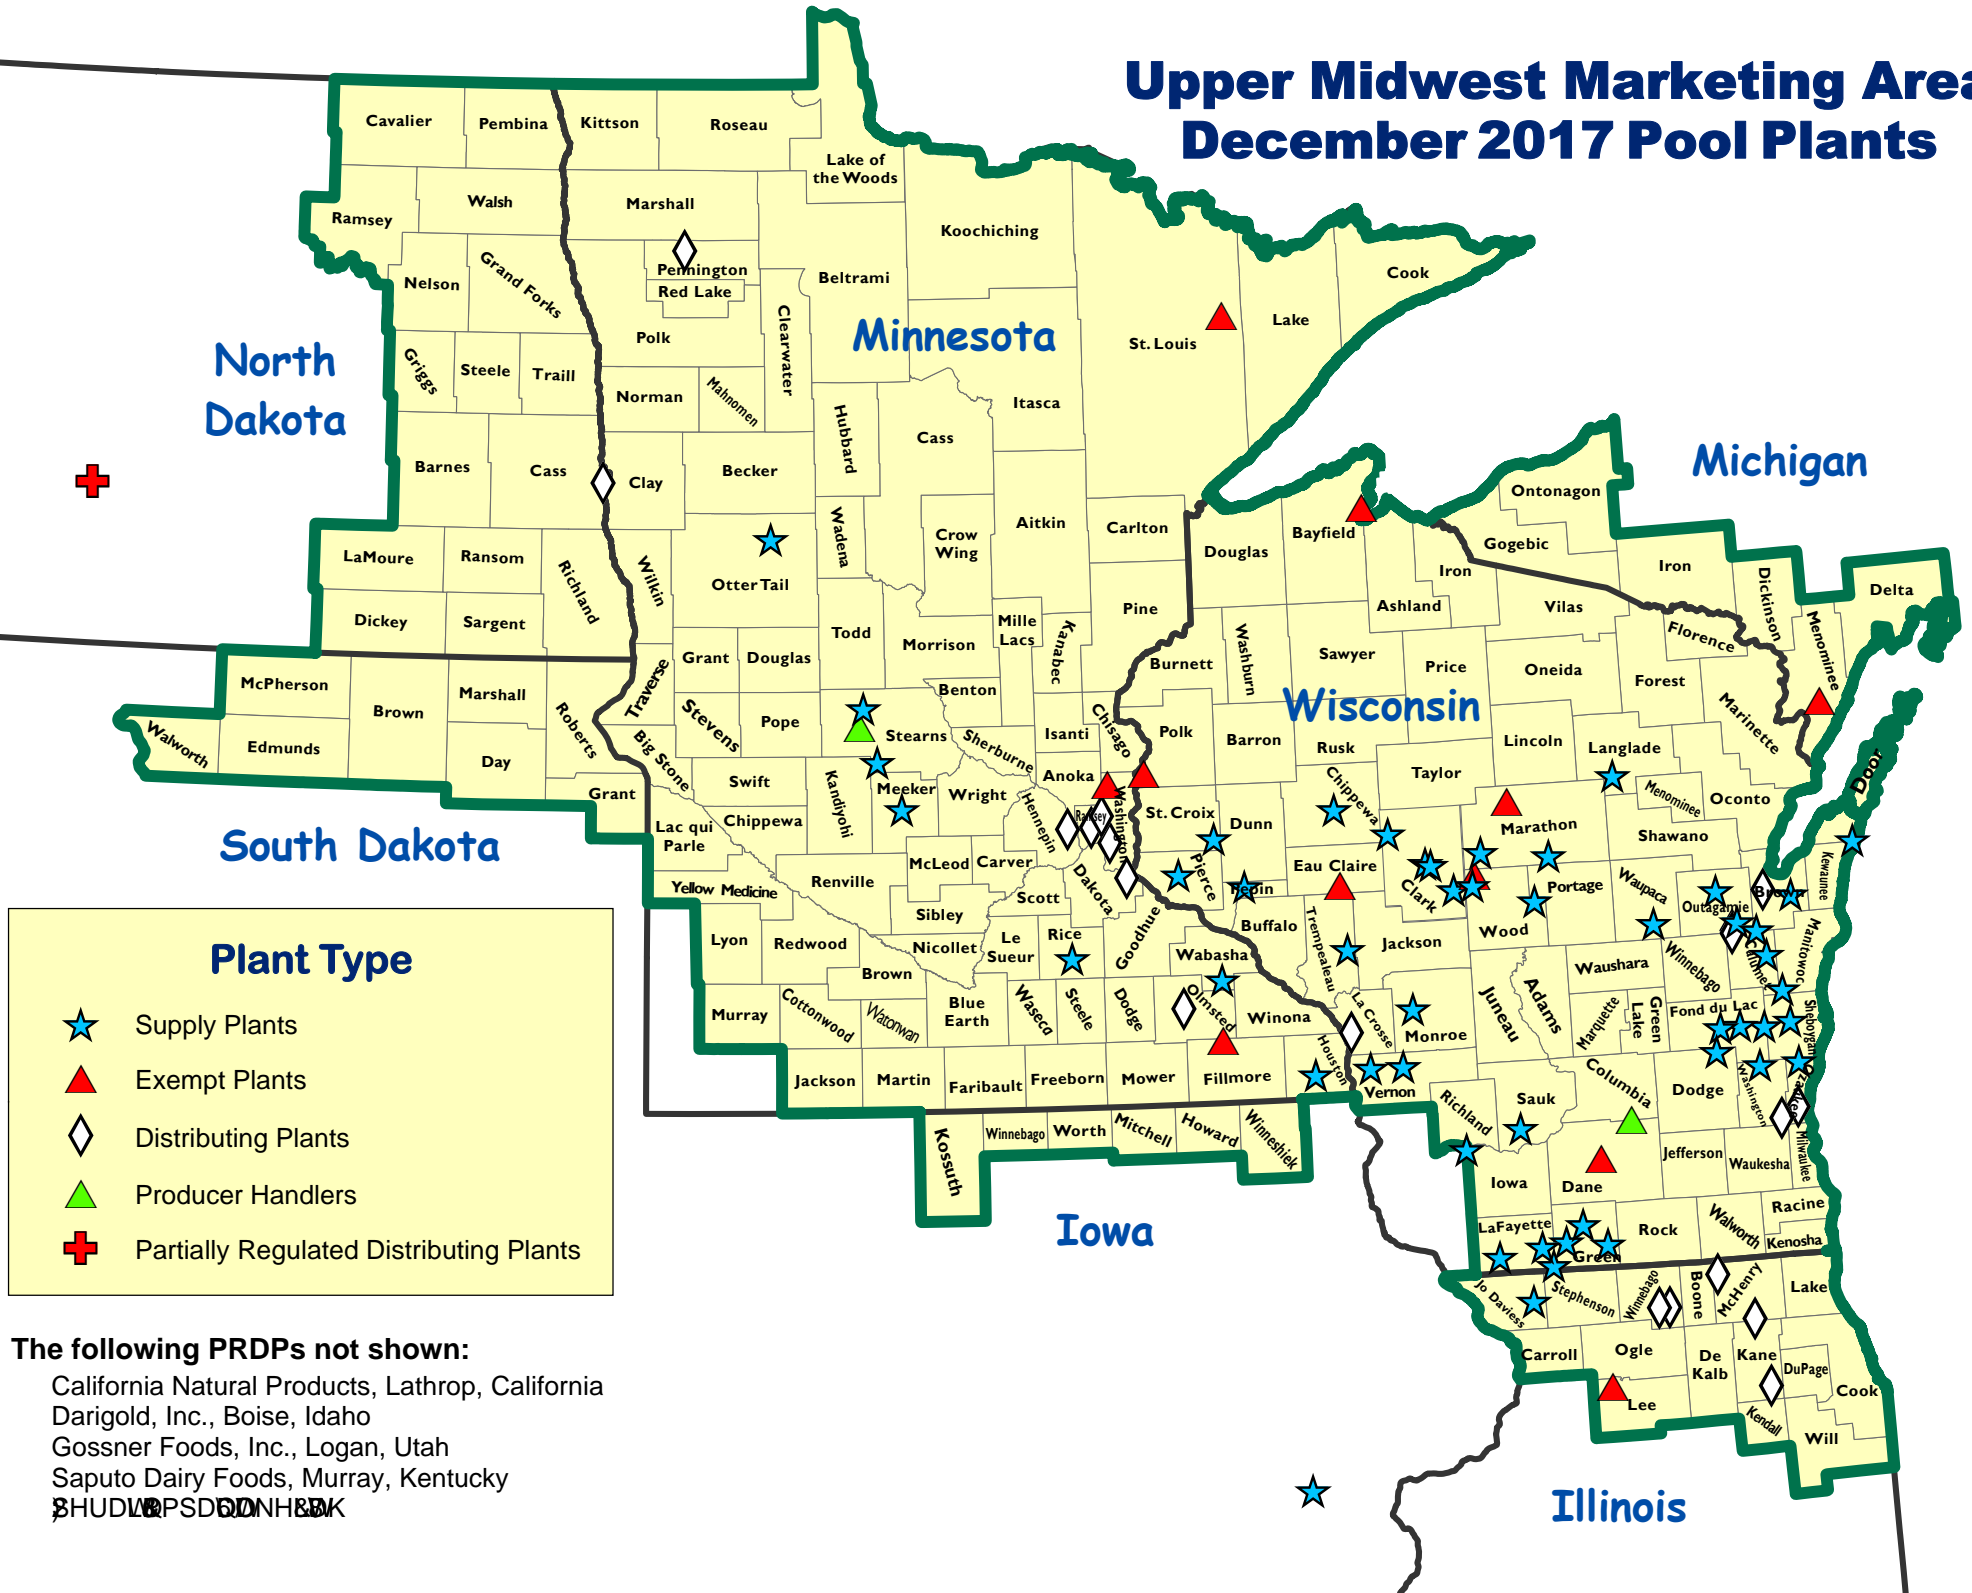 Upper Midwest Marketing Area
December 2017 Pool Plants
Cavalier
Pembina
Kittson
Roseau
Lake of
the Woods
Ramsey
Walsh
Marshall
Koochiching
Nelson
Grand Forks
Pennington
Red Lake
Beltrami
Cook
Lake
St. Louis
Minnesota
Polk
Clearwater
North
Dakota
Griggs
Steele
Traill
Norman
Mahnomen
Hubbard
Cass
Itasca
Michigan
Barnes
Cass
Clay
Becker
Ontonagon
Wadena
Crow
Wing
Aitkin
Carlton
Douglas
Bayfield
Gogebic
Iron
Iron
Dickinson
Delta
LaMoure
Ransom
Richland
Wilkin
Otter Tail
Ashland
Vilas
Menominee
Dickey
Sargent
Todd
Morrison
Mille
Lacs
Kanabec
Pine
Burnett
Washburn
Sawyer
Price
Oneida
Florence
Forest
Marinette
Grant
Douglas
Traverse
McPherson
Brown
Marshall
Roberts
Stevens
Pope
Benton
Wisconsin
Walworth
Edmunds
Day
Big Stone
Stearns
Sherburne
Isanti
Chisago
Polk
Barron
Rusk
Lincoln
Langlade
Door
Grant
Swift
Kandiyohi
Meeker
Wright
Anoka
Washington
Chippewa
Taylor
Menominee
Oconto
South Dakota
Lac qui
Parle
Chippewa
Hennepin
Ramsey
St. Croix
Dunn
Marathon
Shawano
McLeod
Carver
Dakota
Pierce
Pepin
Eau Claire
Clark
Portage
Waupaca
Outagamie
Brown
Kewaunee
Yellow Medicine
Renville
Scott
Sibley
Goodhue
Buffalo
Trempealeau
Jackson
Wood
Lyon
Redwood
Nicollet
Le
Sueur
Rice
Wabasha
Waushara
Winnebago
Calumet
Manitowoc
Brown
Murray
Cottonwood
Watonwan
Blue
Earth
Waseca
Steele
Dodge
Olmsted
Winona
La Crosse
Monroe
Juneau
Adams
Marquette
Green
Lake
Fond du Lac
Sheboygan
Jackson
Martin
Faribault
Freeborn
Mower
Fillmore
Houston
Vernon
Richland
Sauk
Columbia
Dodge
Washington
Ozaukee
Kossuth
Winnebago
Worth
Mitchell
Howard
Winneshiek
Iowa
Dane
Jefferson
Waukesha
Milwaukee
Iowa
LaFayette
Green
Rock
Walworth
Racine
Kenosha
Jo Daviess
Stephenson
Winnebago
Boone
McHenry
Lake
Carroll
Ogle
De
Kalb
Kane
DuPage
Cook
Lee
Kendall
Will
Illinois
Plant Type
Supply Plants
Exempt Plants
Distributing Plants
Producer Handlers
Partially Regulated Distributing Plants
The following PRDPs not shown:
California Natural Products, Lathrop, California
Darigold, Inc., Boise, Idaho
Gossner Foods, Inc., Logan, Utah
Saputo Dairy Foods, Murray, Kentucky